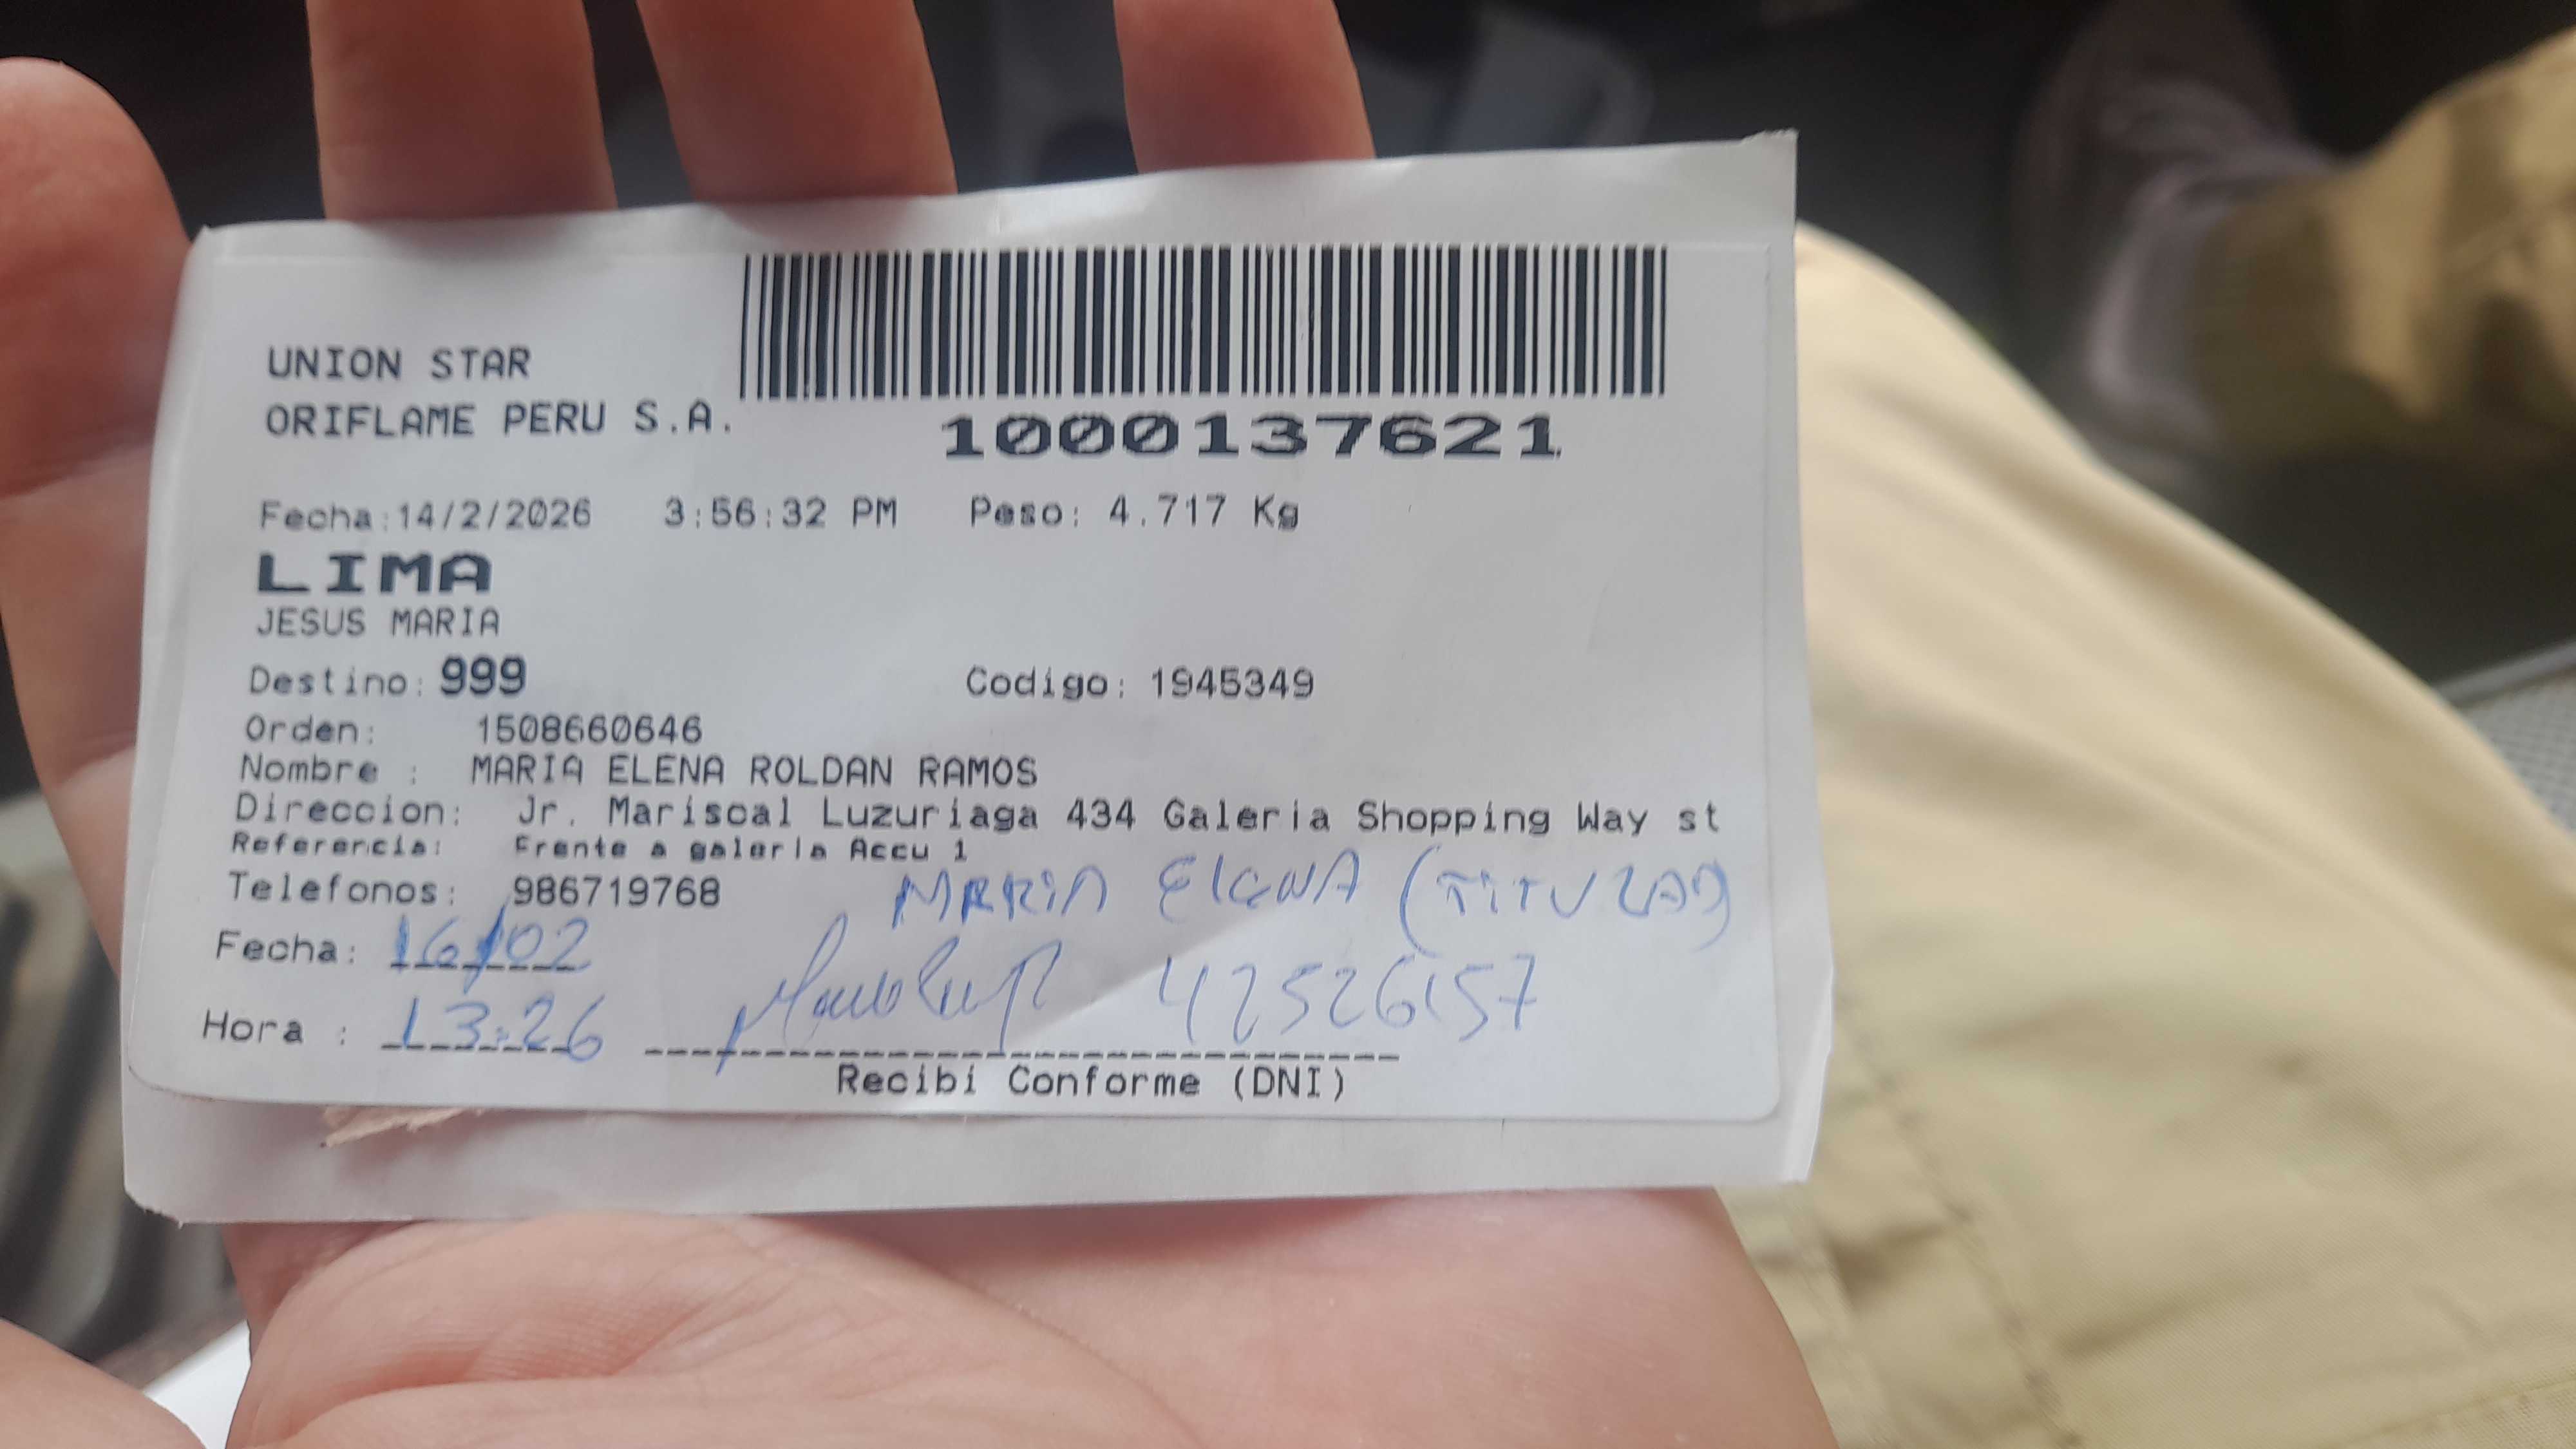 UNION STAR
ORIFLAME PERU S.A.
1000137621
Fecha:14/2/2026 3:56:32 PM Peso: 4.717 Kg
LIMA
JESUS MARIA
Destino: 999 Codigo: 1945349
Orden: 1508660646
Nombre : MARIA ELENA ROLDAN RAMOS
Direccion: Jr. Mariscal Luzuriaga 434 Galeria Shopping Way st
Referencia: Frente a galeria Accu 1
Telefonos: 986719768 MARIA ELENA (TITULAR)
Fecha: 16/02
Hora : 13:26 42526157
Recibi Conforme (DNI)